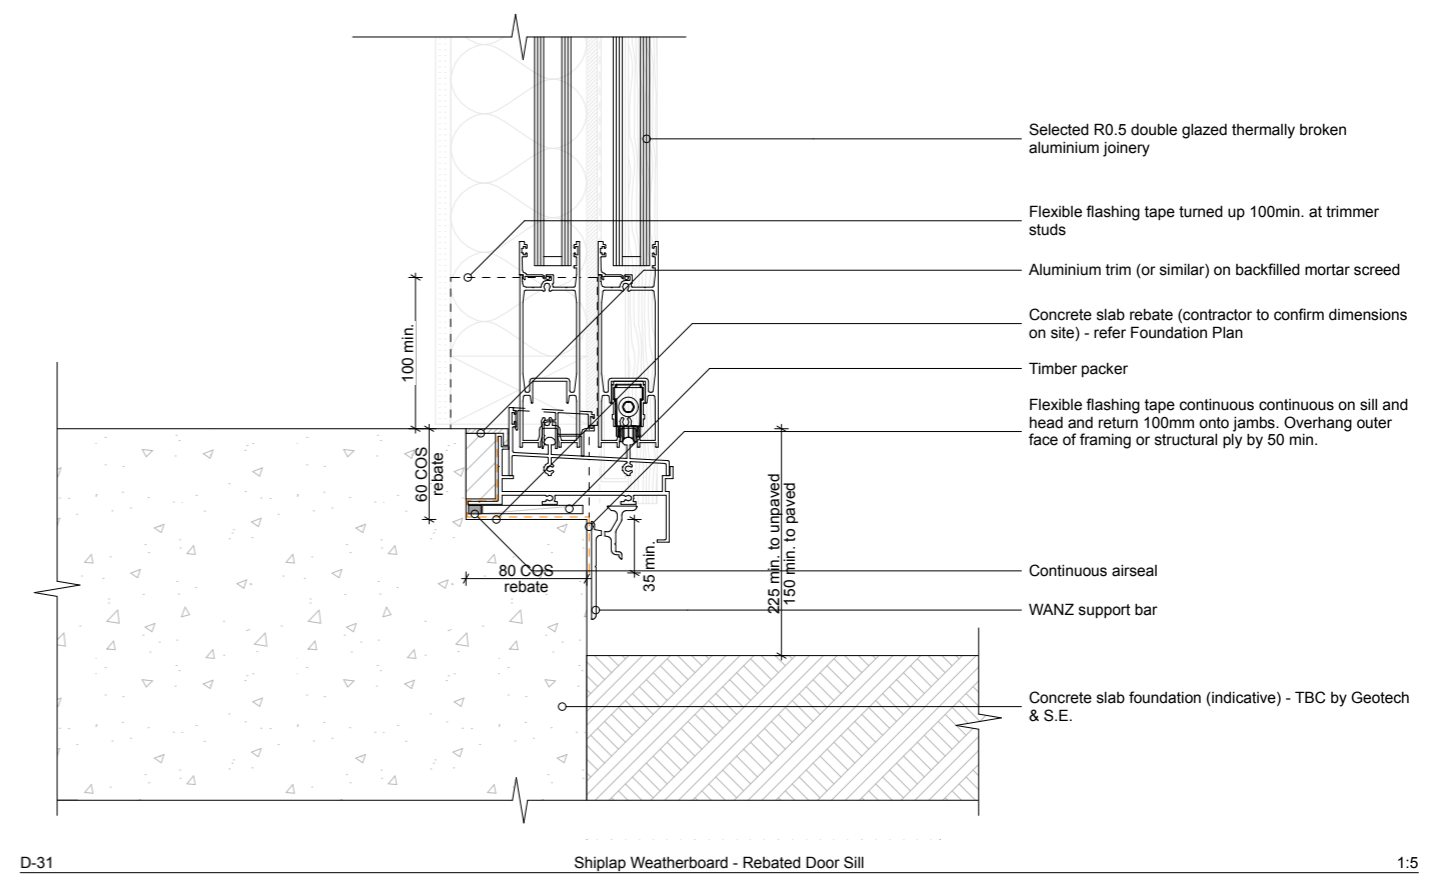 Selected R0.5 double glazed thermally broken
aluminium joinery
Flexible flashing tape turned up 100min. at trimmer
studs
Aluminium trim (or similar) on backfilled mortar screed
Concrete slab rebate (contractor to confirm dimensions
on site) - refer Foundation Plan
Timber packer
Flexible flashing tape continuous continuous on sill and
head and return 100mm onto jambs. Overhang outer
face of framing or structural ply by 50 min.
100 min.
60 COS
rebate
80 COS
rebate
35 min.
225 min. to unpaved
150 min. to paved
Continuous airseal
WANZ support bar
Concrete slab foundation (indicative) - TBC by Geotech
& S.E.
D-31
Shiplap Weatherboard - Rebated Door Sill
1:5